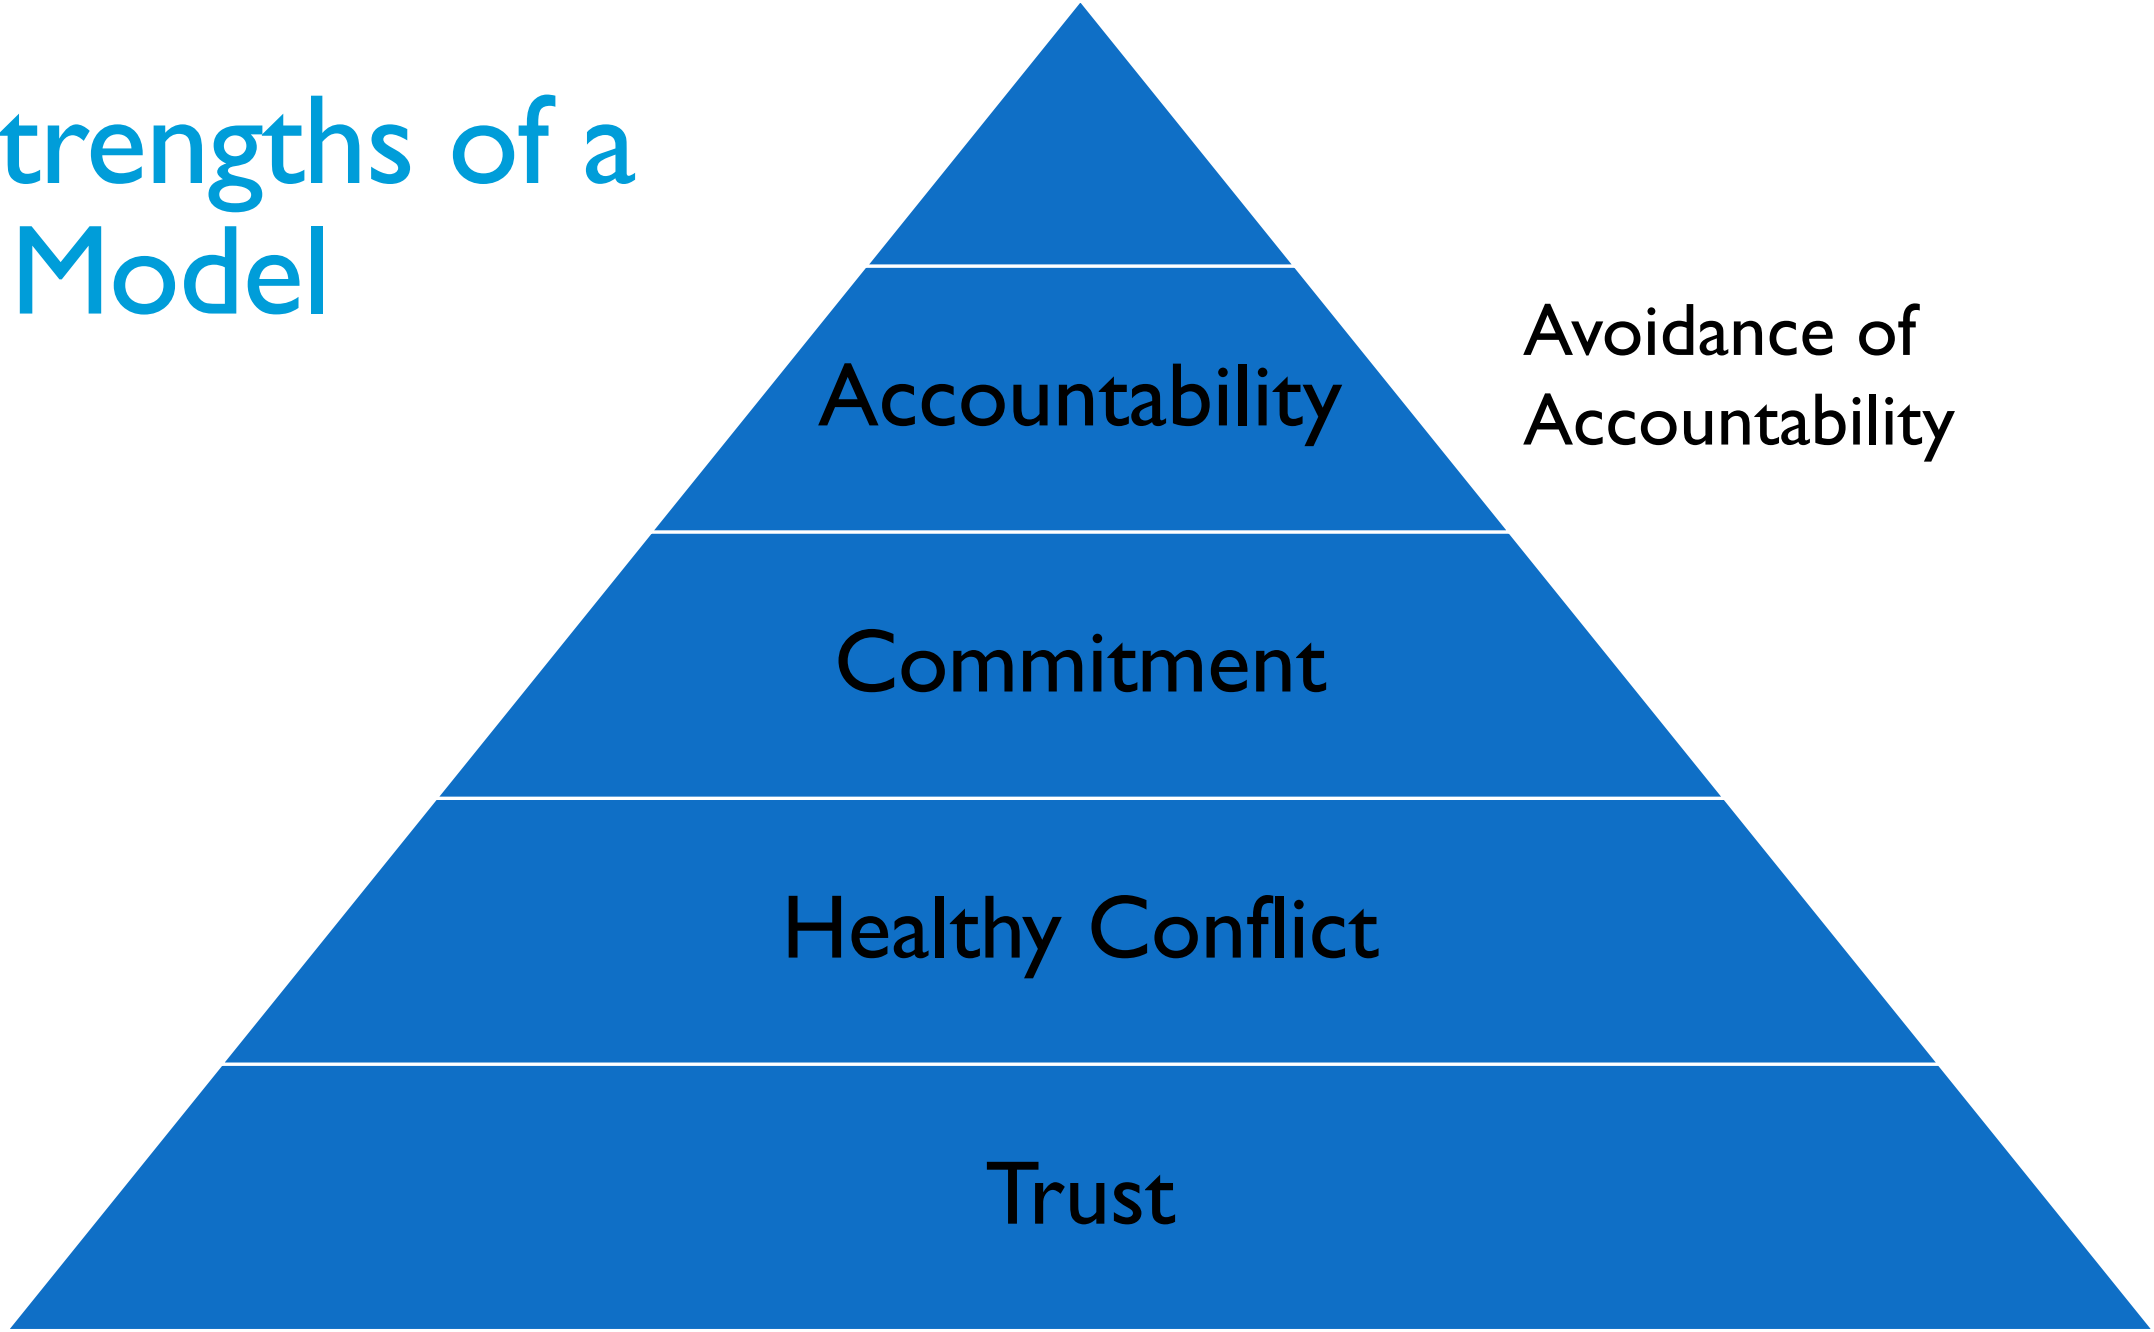 trengths of a
Model
Avoidance of
Accountability
Accountability
Commitment
Healthy Conflict
Trust